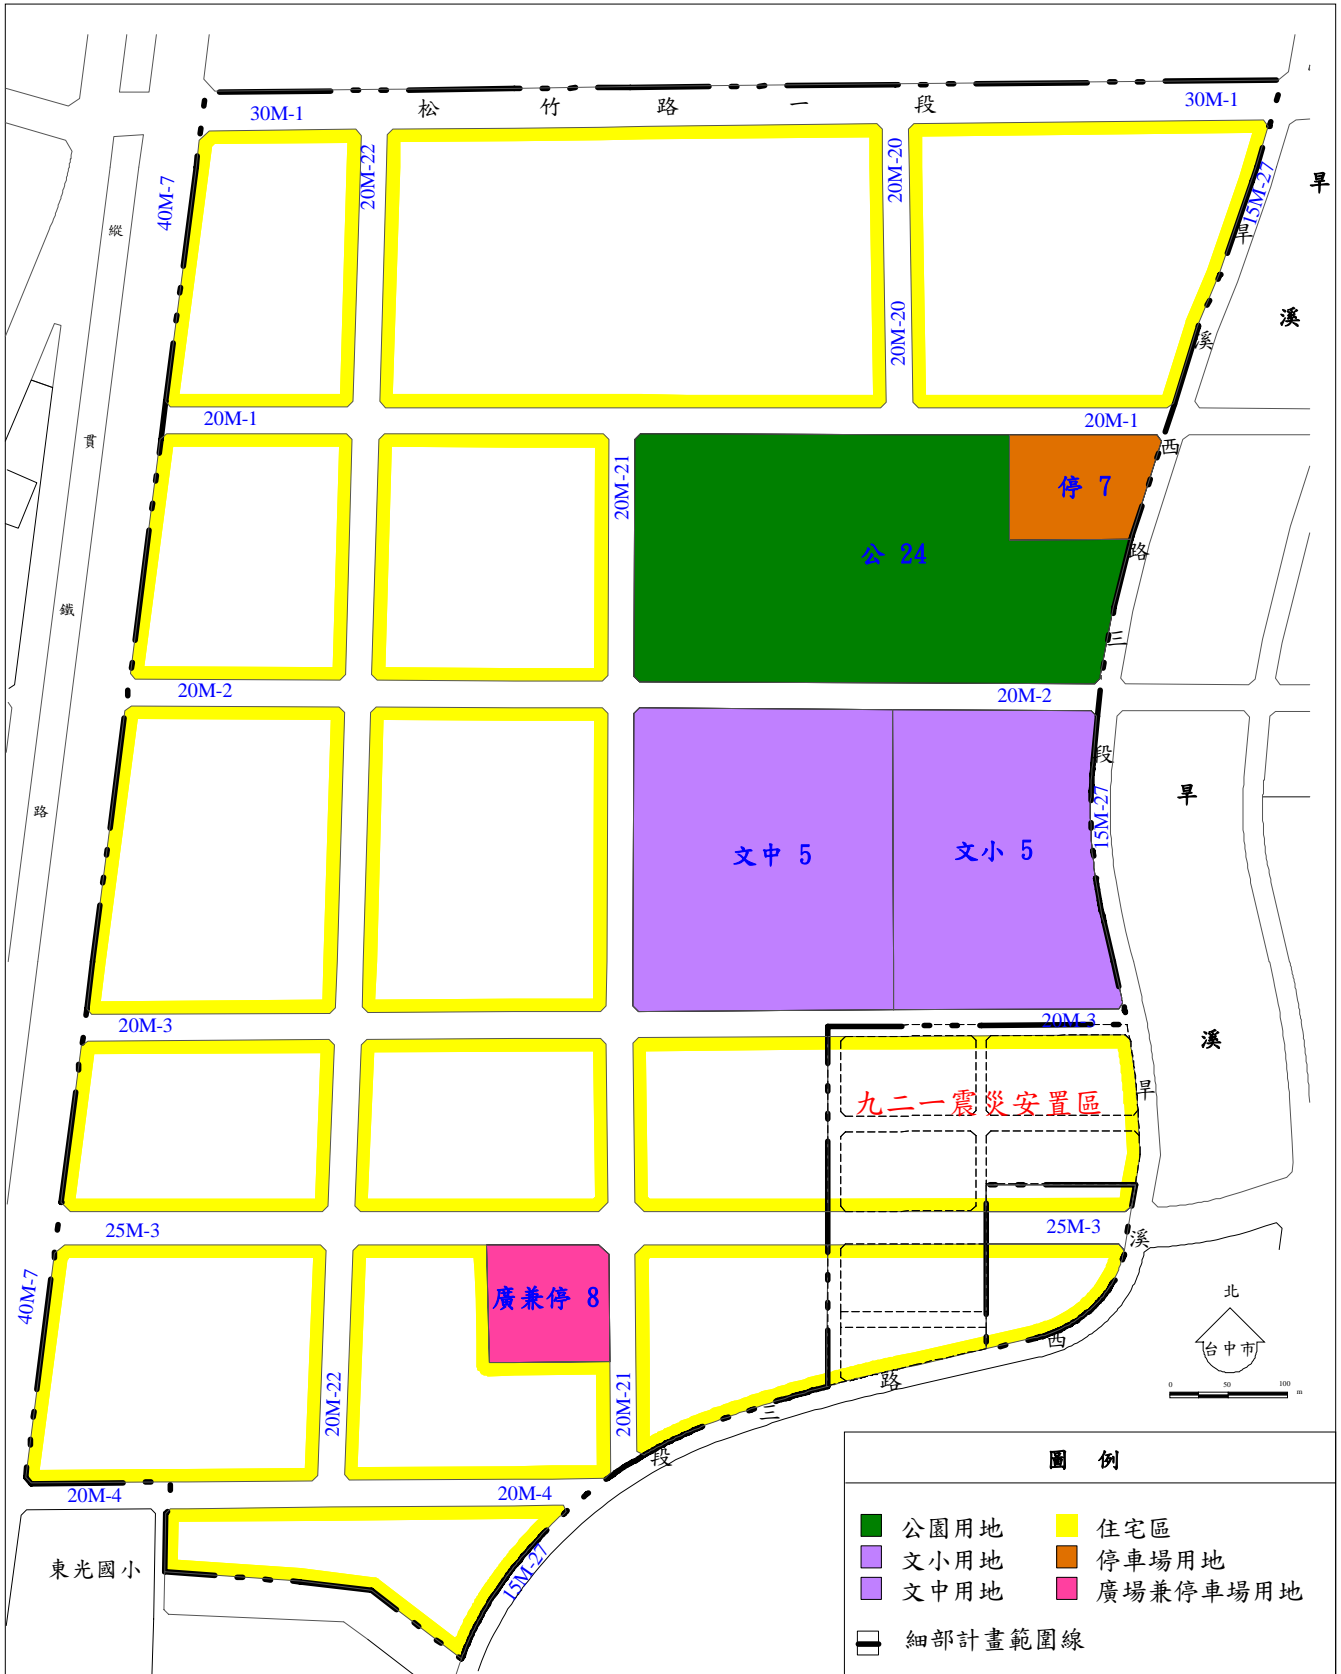 松竹路一段
30M-1
30M-1
20M-22
20M-20
15M-27
40M-7
旱溪
縱貫鐵路
20M-20
旱溪西路三段
20M-1
20M-1
20M-21
停 7
公 24
20M-2
20M-2
15M-27
旱溪
文中 5
文小 5
20M-3
20M-3
九二一震災安置區
旱溪西路三段
25M-3
25M-3
40M-7
廣兼停 8
20M-22
20M-21
北
台中市
0 50 100 m
20M-4
20M-4
15M-27
東光國小
圖例
公園用地
住宅區
文小用地
停車場用地
文中用地
廣場兼停車場用地
細部計畫範圍線